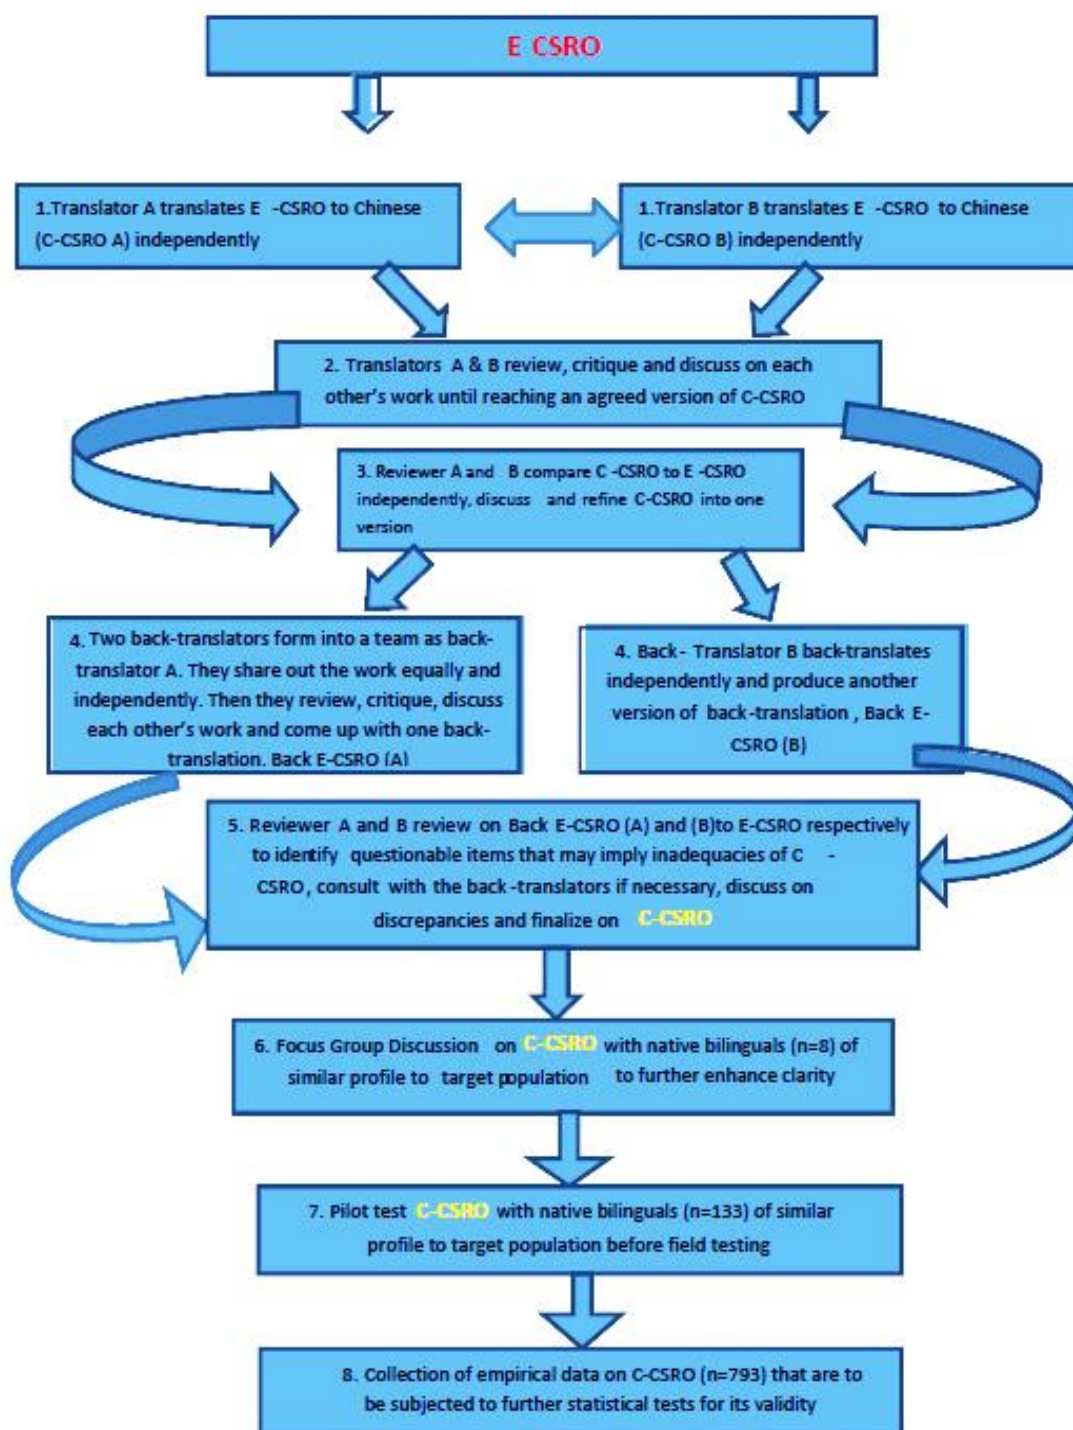 E CSRO
1.Translator A translates E -CSRO to Chinese
(C-CSRO A) independently
1.Translator B translates E -CSRO to Chinese
(C-CSRO B) independently
2. Translators A & B review, critique and discuss on each
other's work until reaching an agreed version of C-CSRO
3. Reviewer A and B compare C -CSRO to E -CSRO
independently, discuss and refine C-CSRO into one
version
4. Two back-translators form into a team as back-
translator A. They share out the work equally and
independently. Then they review, critique, discuss
each other's work and come up with one back-
translation. Back E-CSRO (A)
4. Back - Translator B back-translates
independently and produce another
version of back-translation , Back E-
CSRO (B)
5. Reviewer A and B review on Back E-CSRO (A) and (B)to E-CSRO respectively
to identify questionable items that may imply inadequacies of C -
CSRO, consult with the back -translators if necessary, discuss on
discrepancies and finalize on C-CSRO
6. Focus Group Discussion on C-CSRO with native bilinguals (n=8) of
similar profile to target population to further enhance clarity
7. Pilot test C-CSRO with native bilinguals (n=133) of similar
profile to target population before field testing
8. Collection of empirical data on C-CSRO (n=793) that are to
be subjected to further statistical tests for its validity